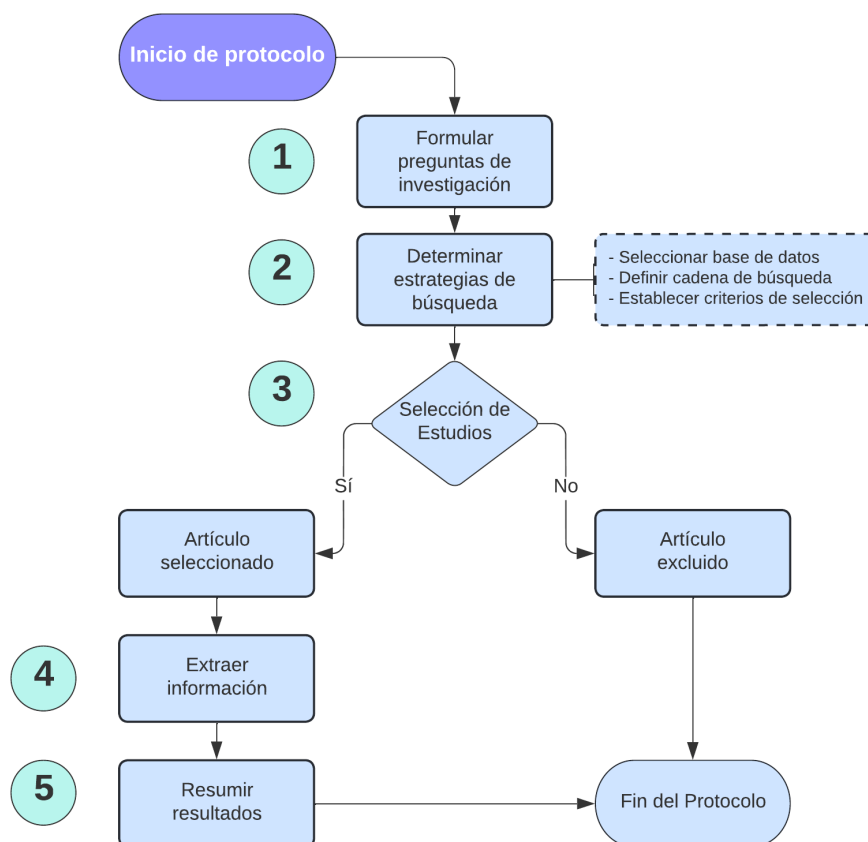 Inicio de protocolo
1
Formular
preguntas de
investigación
2
Determinar
estrategias de
búsqueda
- Seleccionar base de datos
- Definir cadena de búsqueda
- Establecer criterios de selección
3
Selección de
Estudios
Sí
No
Artículo
seleccionado
Artículo
excluido
4
Extraer
información
5
Resumir
resultados
Fin del Protocolo